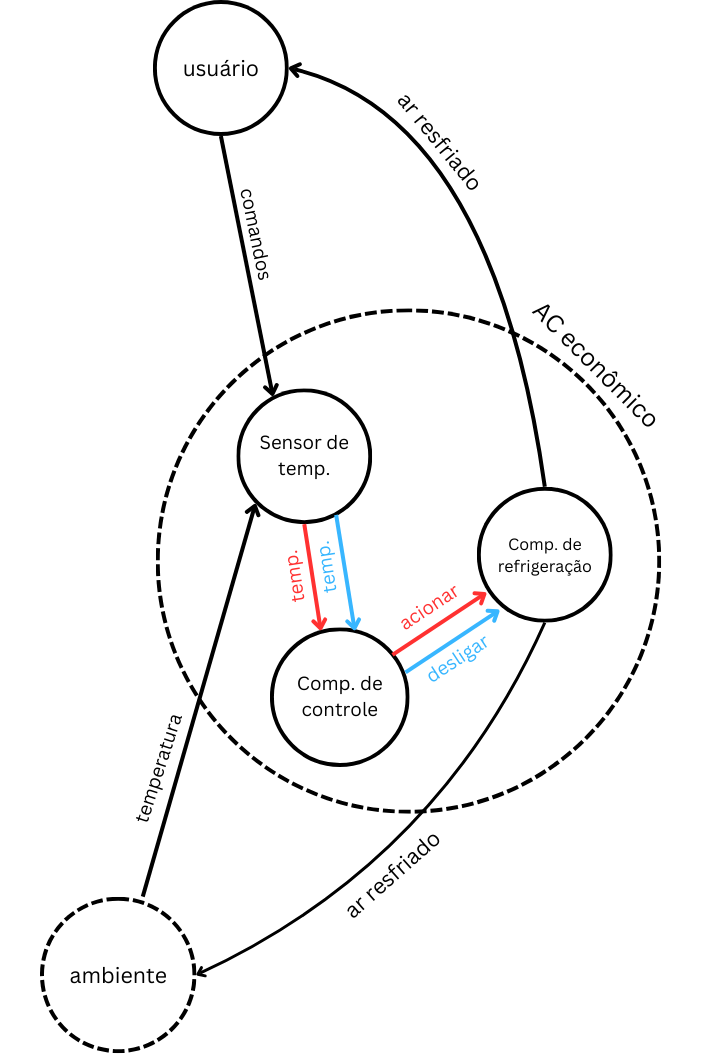 usuário
ar resfriado
comandos
AC econômico
Sensor de
temp.
Comp. de
refrigeração
temp.
temp.
acionar
desligar
Comp. de
controle
temperatura
ar resfriado
ambiente